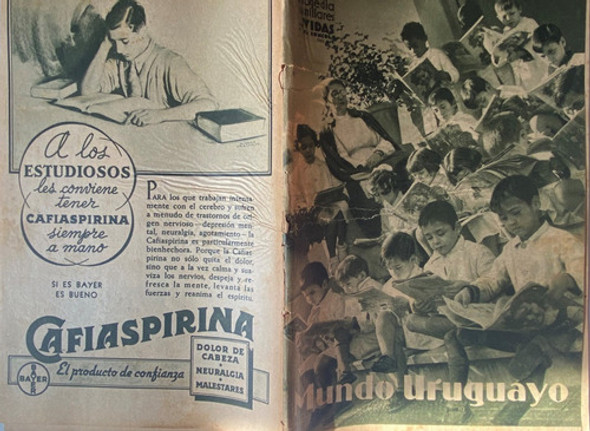 A los
ESTUDIOSOS
les conviene
tener
CAFIASPIRINA
siempre
a mano
SI ES BAYER
ES BUENO
PARA los que trabajan intensa-
mente con el cerebro y sufren
a menudo de trastornos de ori-
gen nervioso—depresión men-
tal, neuralgia, agotamiento—la
Cafiaspirina es particularmente
bienhechora. Porque la Cafias-
pirina no sólo quita el dolor,
sino que a la vez calma y sua-
viza los nervios, despeja y re-
fresca la mente, levanta las
fuerzas y reanima el espíritu.
CAFIASPIRINA
BAYER
BAYER
El producto de confianza
DOLOR DE
CABEZA
NEURALGIA
MALESTARES
VIDAS
Mundo Uruguayo